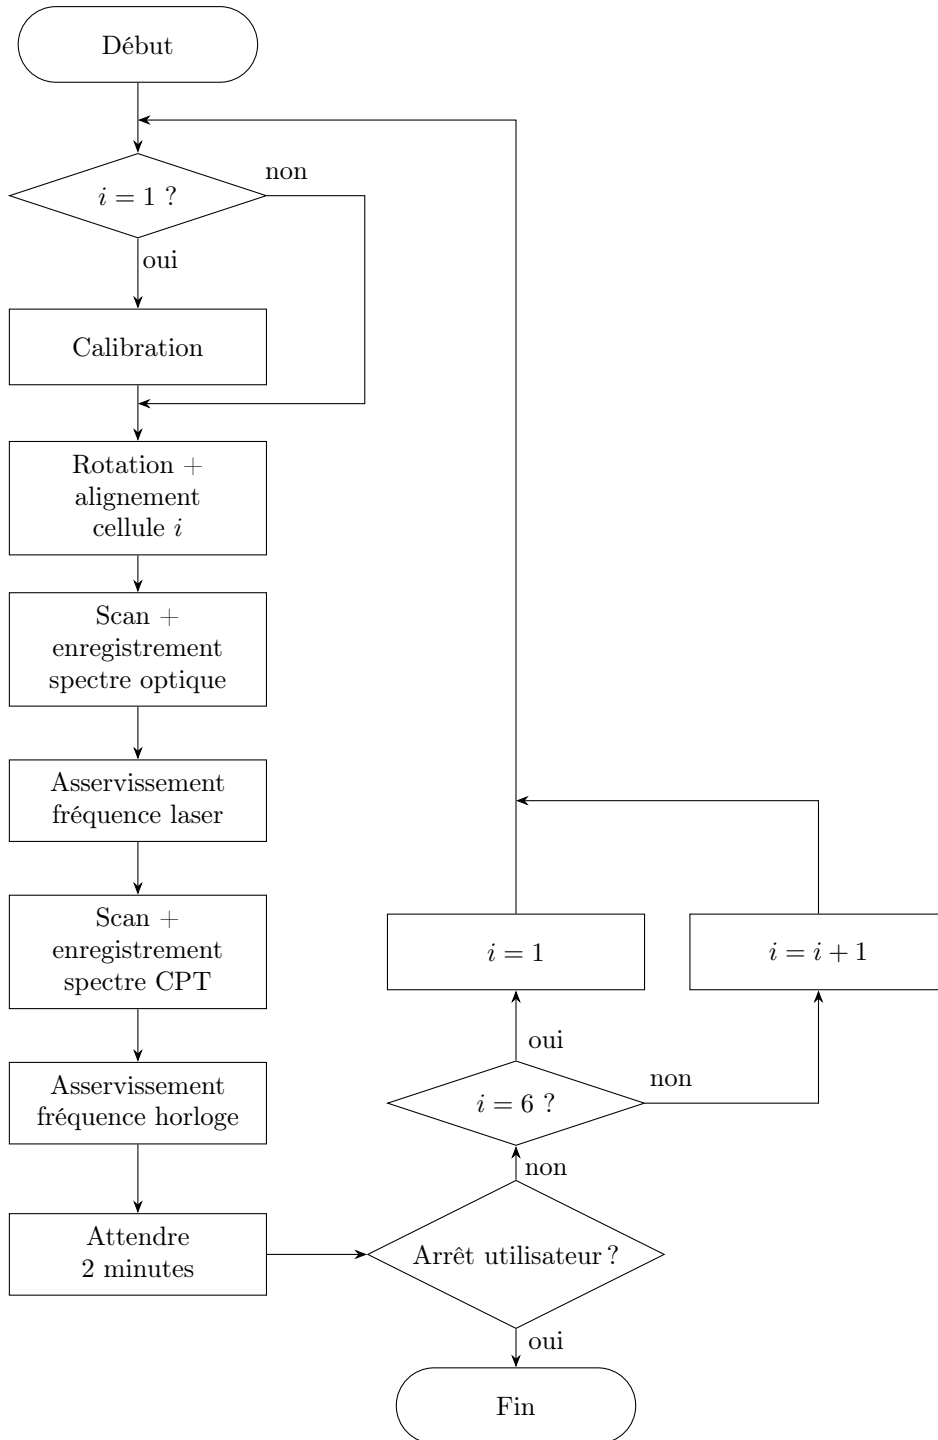 Début
i = 1 ?
non
oui
Calibration
Rotation +
alignement
cellule i
Scan +
enregistrement
spectre optique
Asservissement
fréquence laser
Scan +
enregistrement
spectre CPT
Asservissement
fréquence horloge
Attendre
2 minutes
Arrêt utilisateur ?
non
oui
i = 6 ?
oui
non
i = 1
i = i + 1
Fin